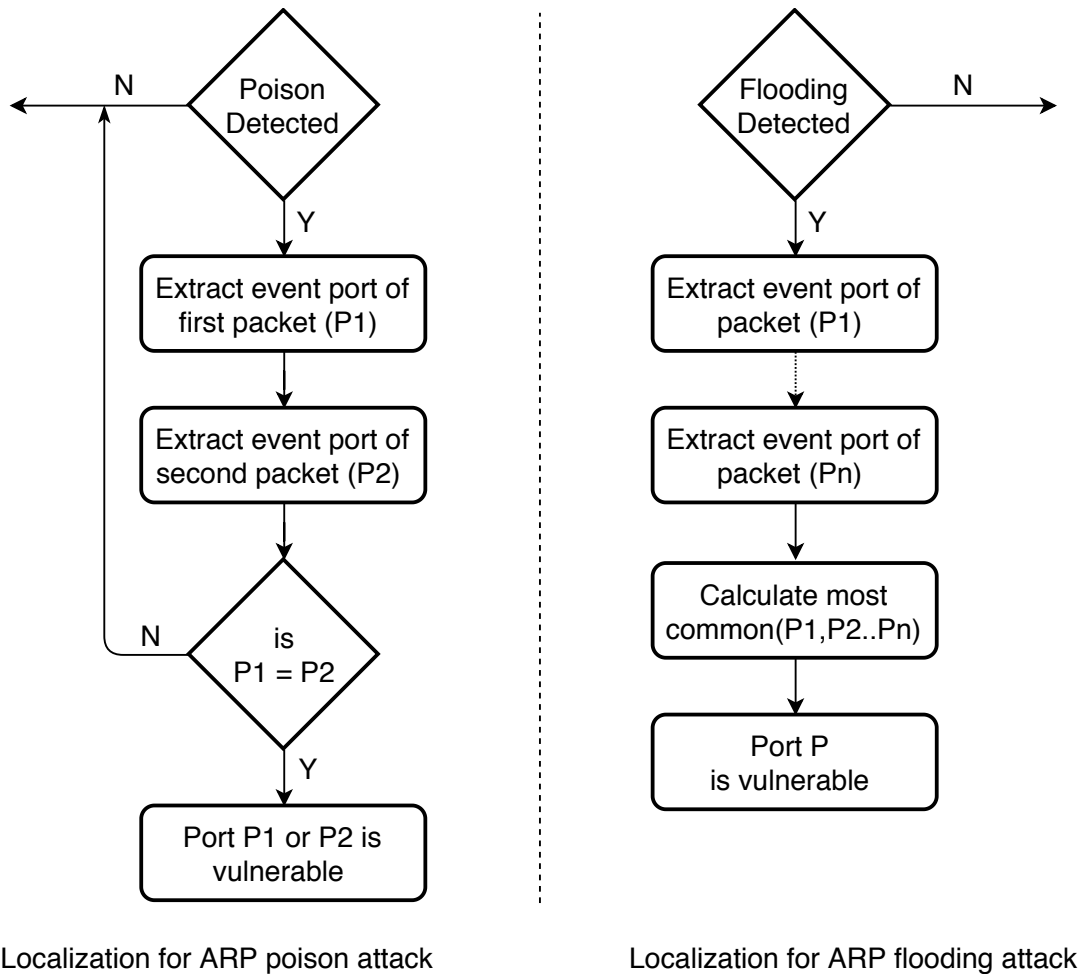 N
Poison
Detected
Y
Extract event port of
first packet (P1)
Extract event port of
second packet (P2)
N
is
P1 = P2
Y
Port P1 or P2 is
vulnerable
Localization for ARP poison attack
Flooding
Detected
N
Y
Extract event port of
packet (P1)
Extract event port of
packet (Pn)
Calculate most
common(P1,P2..Pn)
Port P
is vulnerable
Localization for ARP flooding attack